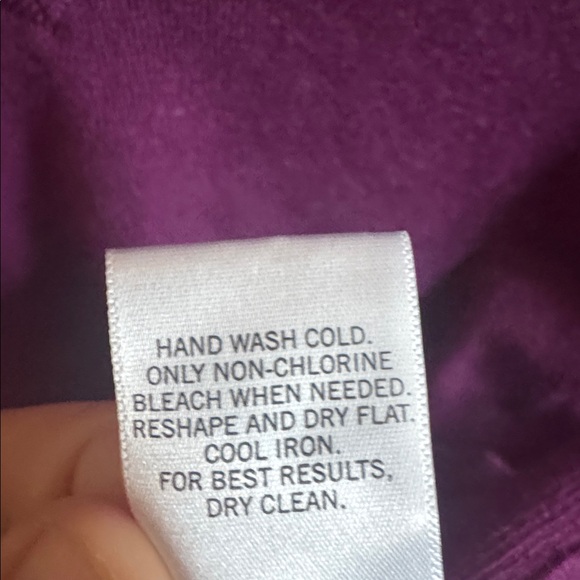 HAND WASH COLD.
ONLY NON-CHLORINE
BLEACH WHEN NEEDED.
RESHAPE AND DRY FLAT.
COOL IRON.
FOR BEST RESULTS,
DRY CLEAN.